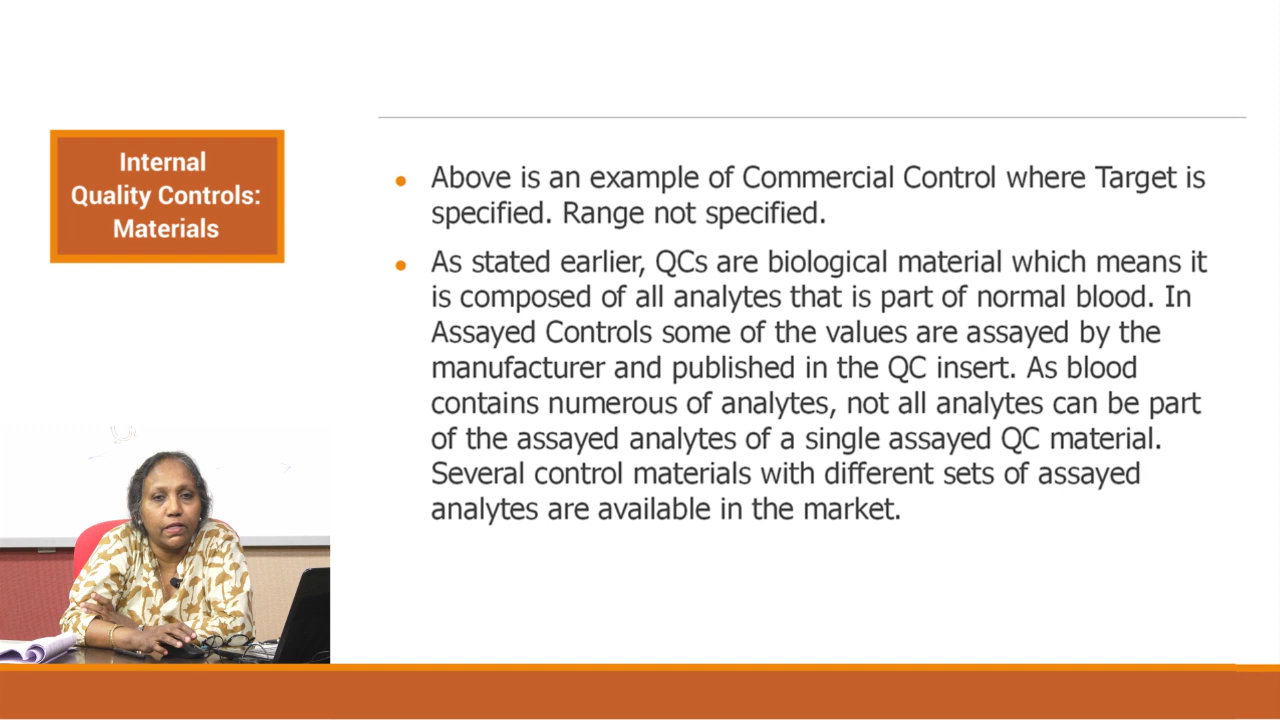 Internal
Quality Controls:
Materials
Above is an example of Commercial Control where Target is
specified. Range not specified.
As stated earlier, QCs are biological material which means it
is composed of all analytes that is part of normal blood. In
Assayed Controls some of the values are assayed by the
manufacturer and published in the QC insert. As blood
contains numerous of analytes, not all analytes can be part
of the assayed analytes of a single assayed QC material.
Several control materials with different sets of assayed
analytes are available in the market.